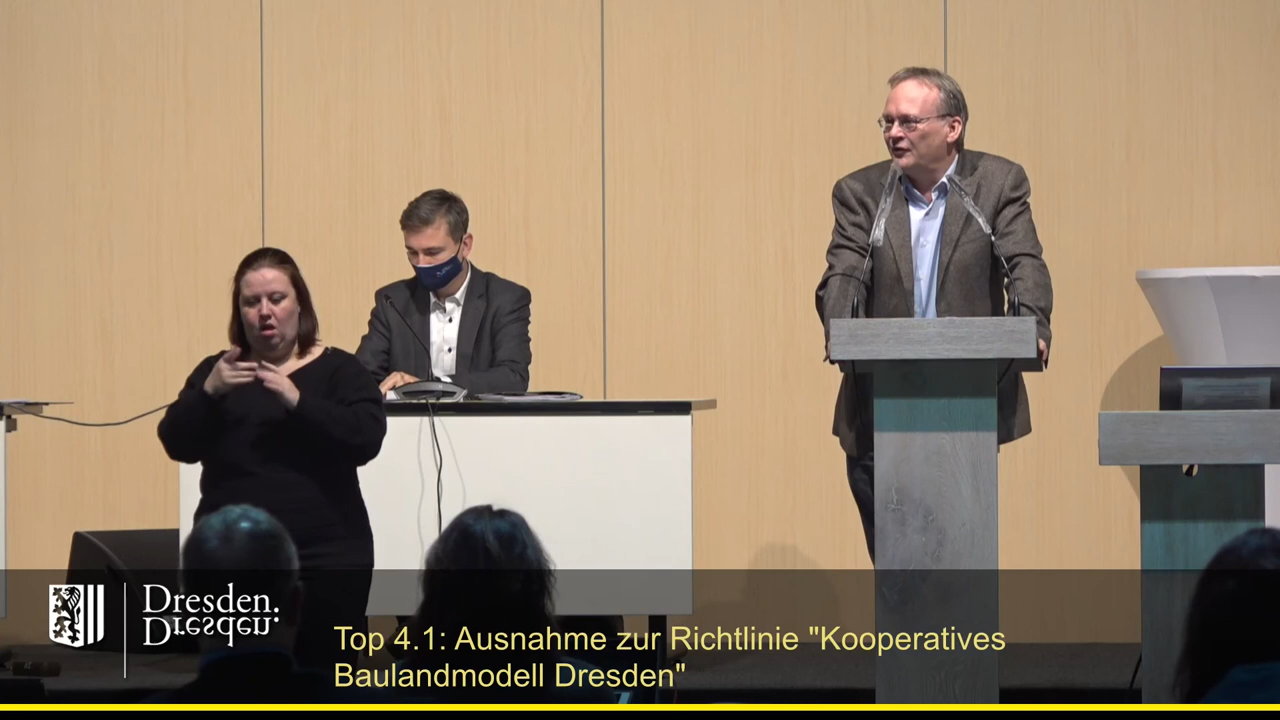 Dresden.
Dresden.
Top 4.1: Ausnahme zur Richtlinie "Kooperatives
Baulandmodell Dresden"